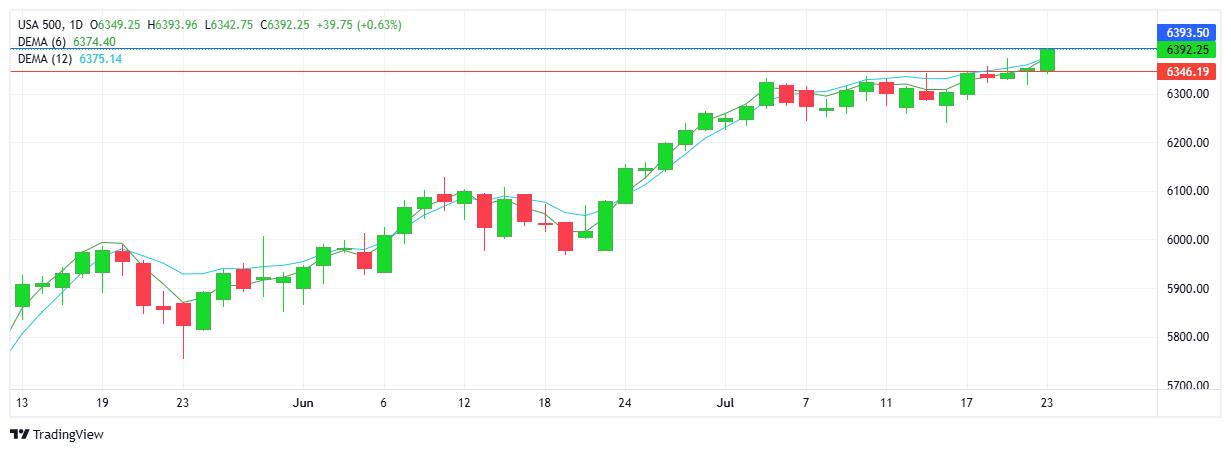 USA 500, 1D O6349.25 H6393.96 L6342.75 C6392.25 +39.75 (+0.63%)
DEMA (6) 6374.40
DEMA (12) 6375.14
6393.50
6392.25
6346.19
6300.00
6200.00
6100.00
6000.00
5900.00
5800.00
5700.00
13 19 23 Jun 6 12 18 24 Jul 7 11 17 23
TradingView